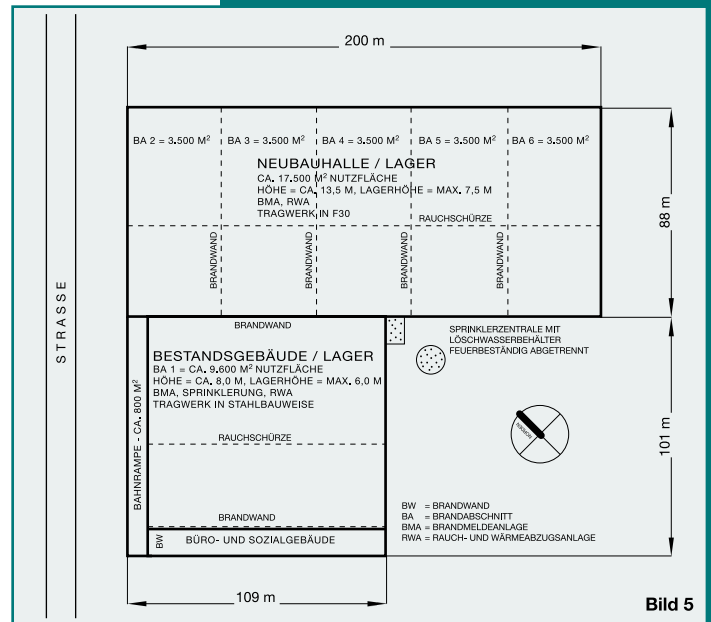 200 m
BA 2 = 3.500 M²
BA 3 = 3.500 M²
BA 4 = 3.500 M²
BA 5 = 3.500 M²
BA 6 = 3.500 M²
NEUBAUHALLE / LAGER
CA. 17.500 M² NUTZFLÄCHE
HÖHE = CA. 13,5 M, LAGERHÖHE = MAX. 7,5 M
BMA, RWA
TRAGWERK IN F30
RAUCHSCHÜRZE
88 m
BRANDWAND
BRANDWAND
BRANDWAND
BRANDWAND
STRASSE
BRANDWAND
SPRINKLERZENTRALE MIT
LÖSCHWASSERBEHÄLTER
FEUERBESTÄNDIG ABGETRENNT
BESTANDSGEBÄUDE / LAGER
BA 1 = CA. 9.600 M² NUTZFLÄCHE
HÖHE = CA. 8,0 M, LAGERHÖHE = MAX. 6,0 M
BMA, SPRINKLERUNG, RWA
TRAGWERK IN STAHLBAUWEISE
BAHNRAMPE - CA. 800 M²
RAUCHSCHÜRZE
NORDEN
101 m
BRANDWAND
BW
BÜRO- UND SOZIALGEBÄUDE
BW = BRANDWAND
BA = BRANDABSCHNITT
BMA = BRANDMELDEANLAGE
RWA = RAUCH- UND WÄRMEABZUGSANLAGE
109 m
Bild 5